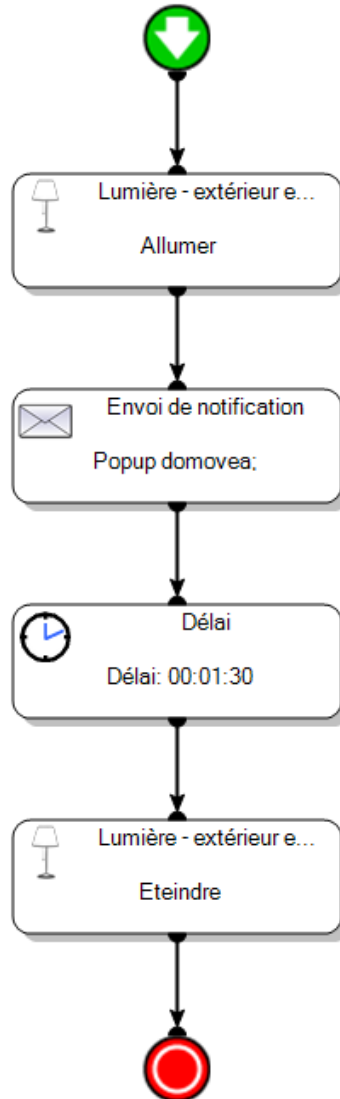 Lumière - extérieur e...
Allumer
Envoi de notification
Popup domovea;
Délai
Délai: 00:01:30
Lumière - extérieur e...
Eteindre